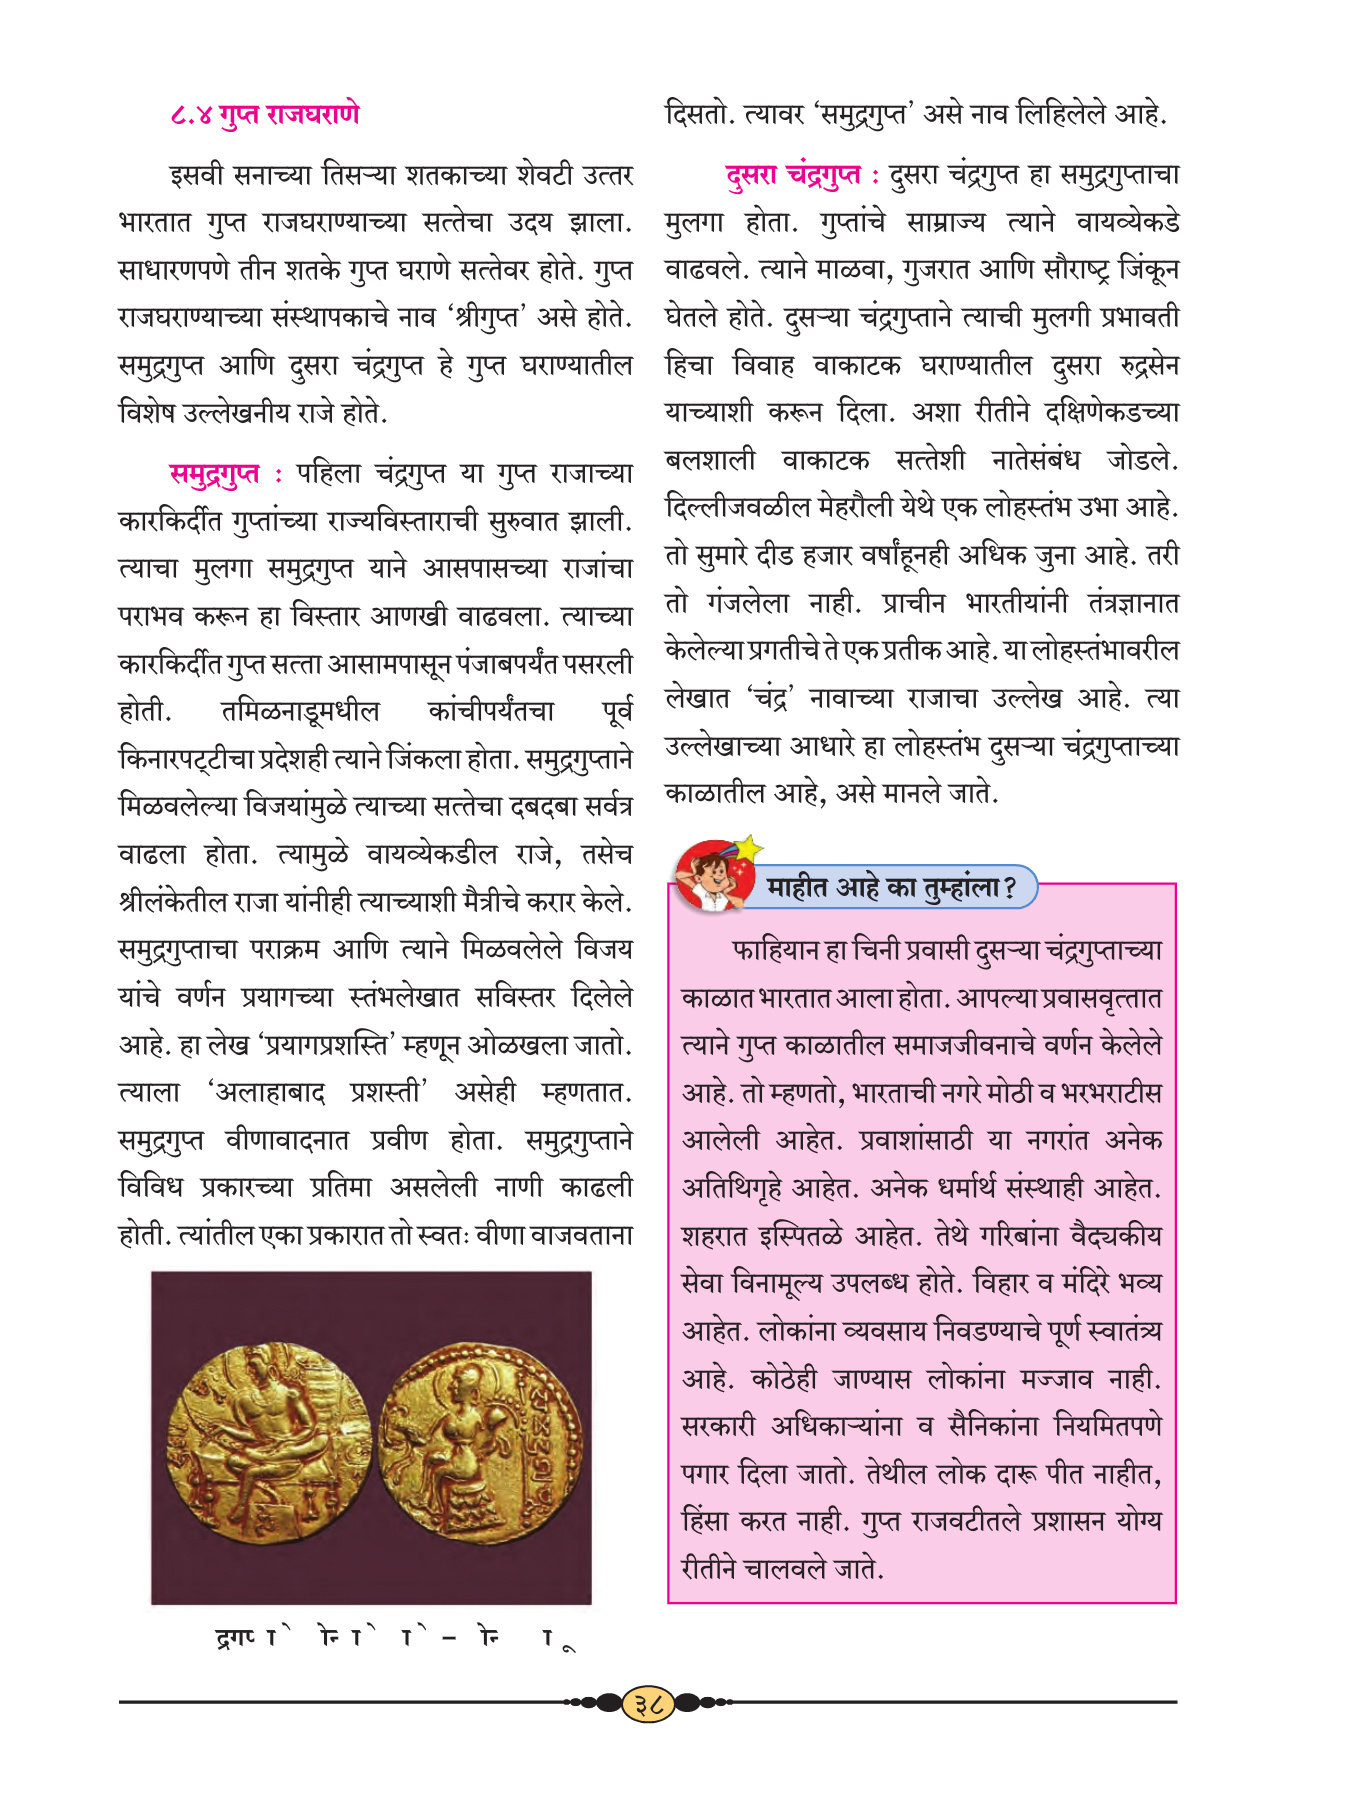 ८.४ गुप्त राजघराणे
इसवी सनाच्या तिसऱ्या शतकाच्या शेवटी उत्तर
भारतात गुप्त राजघराण्याच्या सत्तेचा उदय झाला.
साधारणपणे तीन शतके गुप्त घराणे सत्तेवर होते. गुप्त
राजघराण्याच्या संस्थापकाचे नाव ‘श्रीगुप्त’ असे होते.
समुद्रगुप्त आणि दुसरा चंद्रगुप्त हे गुप्त घराण्यातील
विशेष उल्लेखनीय राजे होते.
समुद्रगुप्त : पहिला चंद्रगुप्त या गुप्त राजाच्या
कारकिर्दीत गुप्तांच्या राज्यविस्ताराची सुरुवात झाली.
त्याचा मुलगा समुद्रगुप्त याने आसपासच्या राजांचा
पराभव करून हा विस्तार आणखी वाढवला. त्याच्या
कारकिर्दीत गुप्त सत्ता आसामपासून पंजाबपर्यंत पसरली
होती. तमिळनाडूमधील कांचीपर्यंतचा पूर्व
किनारपट्टीचा प्रदेशही त्याने जिंकला होता. समुद्रगुप्ताने
मिळवलेल्या विजयांमुळे त्याच्या सत्तेचा दबदबा सर्वत्र
वाढला होता. त्यामुळे वायव्येकडील राजे, तसेच
श्रीलंकेतील राजा यांनीही त्याच्याशी मैत्रीचे करार केले.
समुद्रगुप्ताचा पराक्रम आणि त्याने मिळवलेले विजय
यांचे वर्णन प्रयागच्या स्तंभलेखात सविस्तर दिलेले
आहे. हा लेख ‘प्रयागप्रशस्ति’ म्हणून ओळखला जातो.
त्याला ‘अलाहाबाद प्रशस्ती’ असेही म्हणतात.
समुद्रगुप्त वीणावादनात प्रवीण होता. समुद्रगुप्ताने
विविध प्रकारच्या प्रतिमा असलेली नाणी काढली
होती. त्यांतील एका प्रकारात तो स्वतः वीणा वाजवताना
दिसतो. त्यावर ‘समुद्रगुप्त’ असे नाव लिहिलेले आहे.
दुसरा चंद्रगुप्त : दुसरा चंद्रगुप्त हा समुद्रगुप्ताचा
मुलगा होता. गुप्तांचे साम्राज्य त्याने वायव्येकडे
वाढवले. त्याने माळवा, गुजरात आणि सौराष्ट्र जिंकून
घेतले होते. दुसऱ्या चंद्रगुप्ताने त्याची मुलगी प्रभावती
हिचा विवाह वाकाटक घराण्यातील दुसरा रुद्रसेन
याच्याशी करून दिला. अशा रीतीने दक्षिणेकडच्या
बलशाली वाकाटक सत्तेशी नातेसंबंध जोडले.
दिल्लीजवळील मेहरौली येथे एक लोहस्तंभ उभा आहे.
तो सुमारे दीड हजार वर्षांहूनही अधिक जुना आहे. तरी
तो गंजलेला नाही. प्राचीन भारतीयांनी तंत्रज्ञानात
केलेल्या प्रगतीचे ते एक प्रतीक आहे. या लोहस्तंभावरील
लेखात ‘चंद्र’ नावाच्या राजाचा उल्लेख आहे. त्या
उल्लेखाच्या आधारे हा लोहस्तंभ दुसऱ्या चंद्रगुप्ताच्या
काळातील आहे, असे मानले जाते.
माहीत आहे का तुम्हांला?
फाहियान हा चिनी प्रवासी दुसऱ्या चंद्रगुप्ताच्या
काळात भारतात आला होता. आपल्या प्रवासवृत्तात
त्याने गुप्त काळातील समाजजीवनाचे वर्णन केलेले
आहे. तो म्हणतो, भारताची नगरे मोठी व भरभराटीस
आलेली आहेत. प्रवाशांसाठी या नगरांत अनेक
अतिथिगृहे आहेत. अनेक धर्मार्थ संस्थाही आहेत.
शहरात इस्पितळे आहेत. तेथे गरिबांना वैद्यकीय
सेवा विनामूल्य उपलब्ध होते. विहार व मंदिरे भव्य
आहेत. लोकांना व्यवसाय निवडण्याचे पूर्ण स्वातंत्र्य
आहे. कोठेही जाण्यास लोकांना मज्जाव नाही.
सरकारी अधिकाऱ्यांना व सैनिकांना नियमितपणे
पगार दिला जातो. तेथील लोक दारू पीत नाहीत,
हिंसा करत नाही. गुप्त राजवटीतले प्रशासन योग्य
रीतीने चालवले जाते.
३८